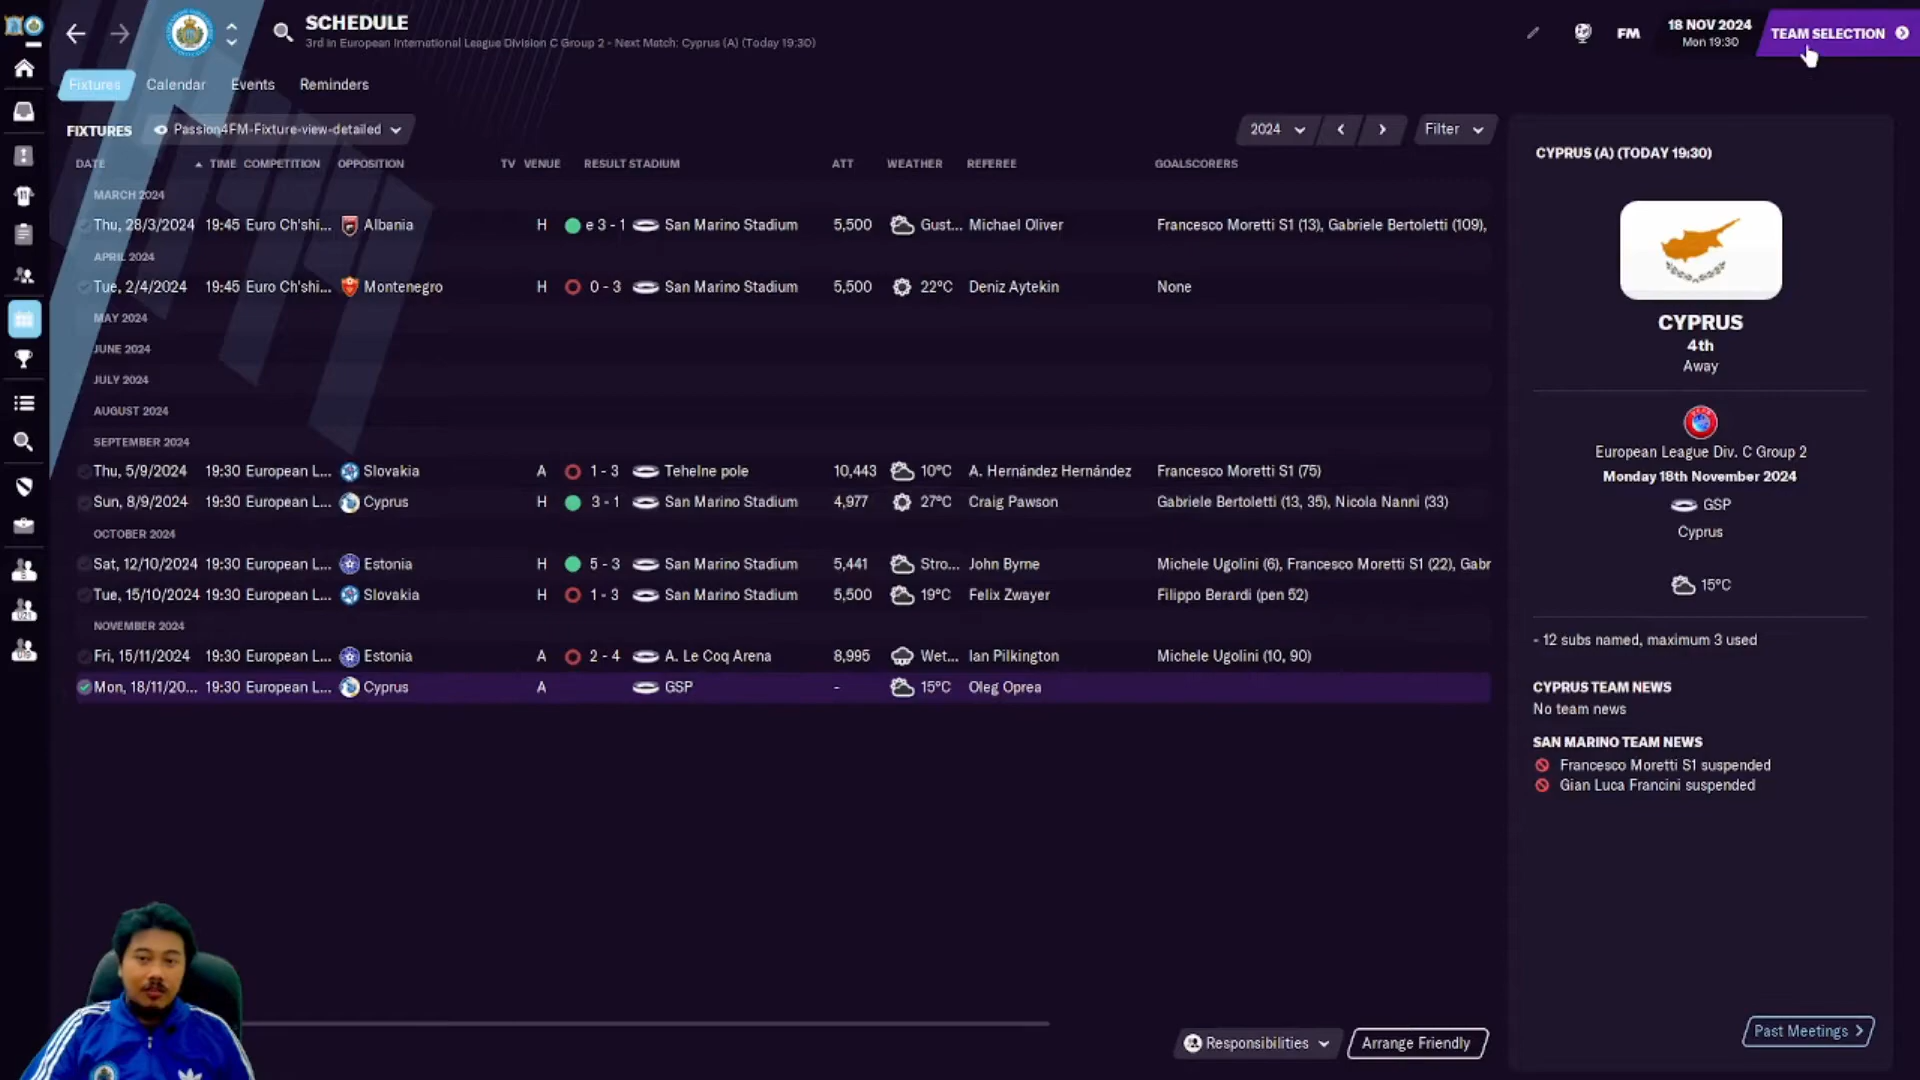 SCHEDULE
3rd in European International League Division C Group 2 - Next Match: Cyprus (A) (Today 19:30)
FM
18 NOV 2024
Mon 19:30
TEAM SELECTION
Fixtures Calendar Events Reminders
FIXTURES Passion4FM-Fixture-view-detailed
2024 Filter
DATE TIME COMPETITION OPPOSITION TV VENUE RESULT STADIUM ATT WEATHER REFEREE GOALSCORERS
MARCH 2024
Thu, 28/3/2024 19:45 Euro Ch'shi... Albania H e 3 - 1 San Marino Stadium 5,500 Gust... Michael Oliver Francesco Moretti S1 (13), Gabriele Bertoletti (109),
APRIL 2024
Tue, 2/4/2024 19:45 Euro Ch'shi... Montenegro H 0 - 3 San Marino Stadium 5,500 22°C Deniz Aytekin None
MAY 2024
JUNE 2024
JULY 2024
AUGUST 2024
SEPTEMBER 2024
Thu, 5/9/2024 19:30 European L... Slovakia A 1 - 3 Tehelne pole 10,443 10°C A. Hernández Hernández Francesco Moretti S1 (75)
Sun, 8/9/2024 19:30 European L... Cyprus H 3 - 1 San Marino Stadium 4,977 27°C Craig Pawson Gabriele Bertoletti (13, 35), Nicola Nanni (33)
OCTOBER 2024
Sat, 12/10/2024 19:30 European L... Estonia H 5 - 3 San Marino Stadium 5,441 Stro... John Byrne Michele Ugolini (6), Francesco Moretti S1 (22), Gabr
Tue, 15/10/2024 19:30 European L... Slovakia H 1 - 3 San Marino Stadium 5,500 19°C Felix Zwayer Filippo Berardi (pen 52)
NOVEMBER 2024
Fri, 15/11/2024 19:30 European L... Estonia A 2 - 4 A. Le Coq Arena 8,995 Wet... Ian Pilkington Michele Ugolini (10, 90)
Mon, 18/11/20... 19:30 European L... Cyprus A GSP - 15°C Oleg Oprea
CYPRUS (A) (TODAY 19:30)
CYPRUS
4th
Away
European League Div. C Group 2
Monday 18th November 2024
GSP
Cyprus
15°C
- 12 subs named, maximum 3 used
CYPRUS TEAM NEWS
No team news
SAN MARINO TEAM NEWS
Francesco Moretti S1 suspended
Gian Luca Francini suspended
Responsibilities Arrange Friendly
Past Meetings